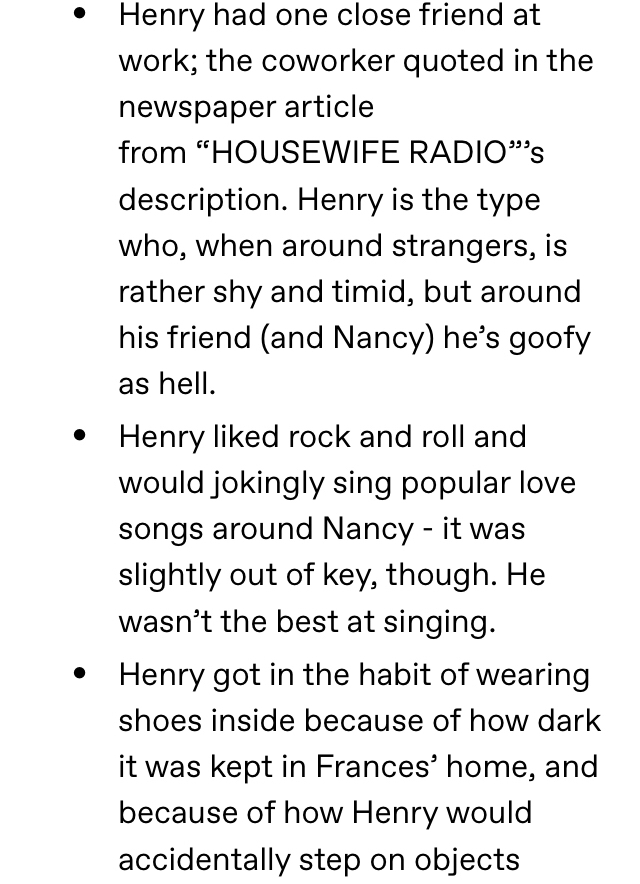 • Henry had one close friend at
work; the coworker quoted in the
newspaper article
from “HOUSEWIFE RADIO”’s
description. Henry is the type
who, when around strangers, is
rather shy and timid, but around
his friend (and Nancy) he’s goofy
as hell.
• Henry liked rock and roll and
would jokingly sing popular love
songs around Nancy - it was
slightly out of key, though. He
wasn’t the best at singing.
• Henry got in the habit of wearing
shoes inside because of how dark
it was kept in Frances’ home, and
because of how Henry would
accidentally step on objects